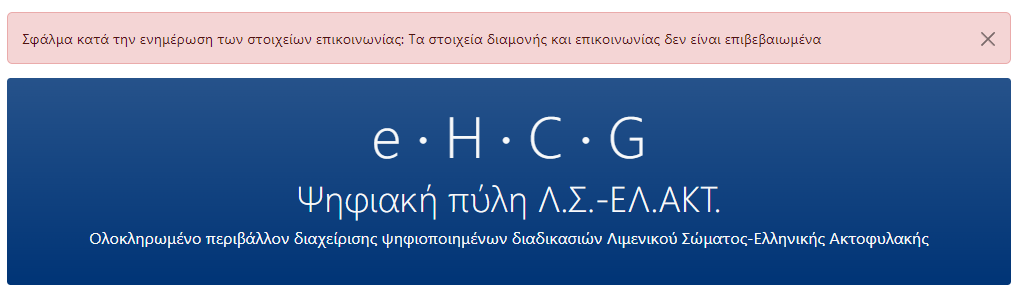 Σφάλμα κατά την ενημέρωση των στοιχείων επικοινωνίας: Τα στοιχεία διαμονής και επικοινωνίας δεν είναι επιβεβαιωμένα
e · H · C · G
Ψηφιακή πύλη Λ.Σ.-ΕΛ.ΑΚΤ.
Ολοκληρωμένο περιβάλλον διαχείρισης ψηφιοποιημένων διαδικασιών Λιμενικού Σώματος-Ελληνικής Ακτοφυλακής